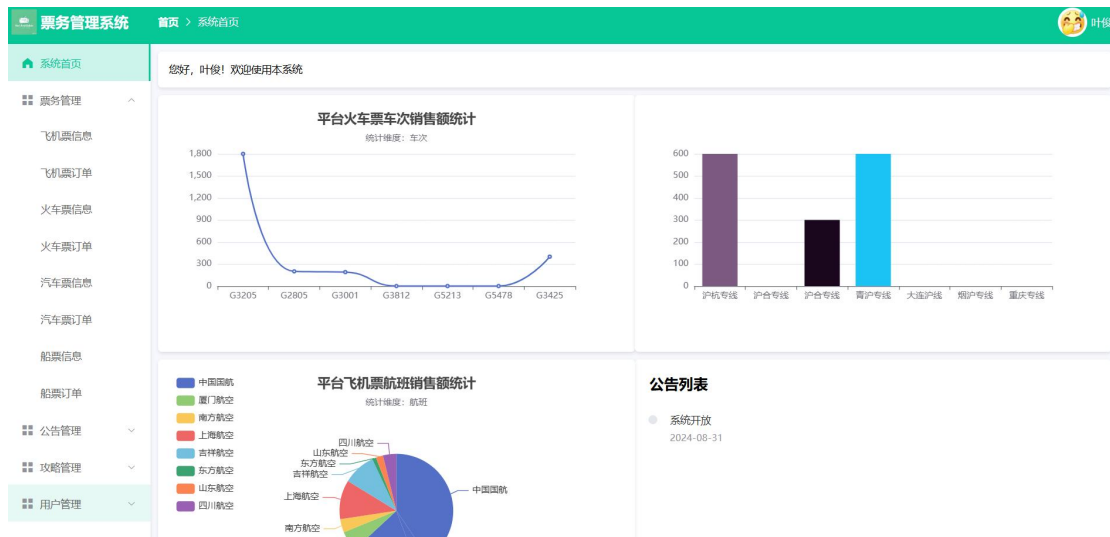 票务管理系统
首页 > 系统首页
叶俊
系统首页
您好，叶俊！欢迎使用本系统
票务管理
飞机票信息
飞机票订单
火车票信息
火车票订单
汽车票信息
汽车票订单
船票信息
船票订单
公告管理
攻略管理
用户管理
平台火车票车次销售额统计
统计维度：车次
1,800
1,500
1,200
900
600
300
0
G3205 G2805 G3001 G3812 G5213 G5478 G3425
600
500
400
300
200
100
0
沪杭专线 沪合专线 沪合专线 青沪专线 大连沪线 烟沪专线 重庆专线
平台飞机票航班销售额统计
统计维度：航班
中国国航
厦门航空
南方航空
上海航空
吉祥航空
东方航空
山东航空
四川航空
四川航空
山东航空
东方航空
吉祥航空
上海航空
南方航空
中国国航
公告列表
系统开放
2024-08-31